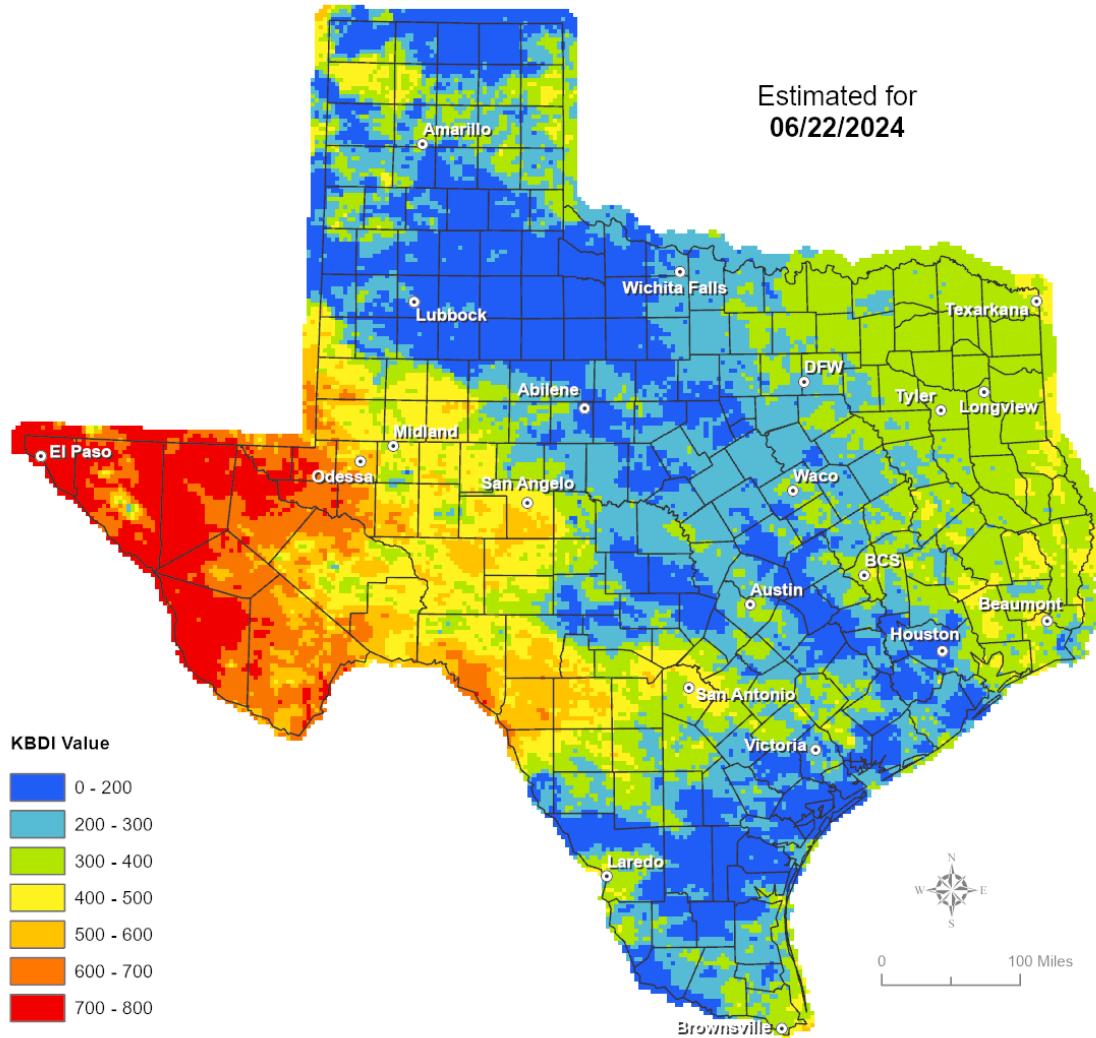 Estimated for
06/22/2024
Amarillo
Wichita Falls
Lubbock
Texarkana
DFW
Abilene
Tyler
Longview
Midland
El Paso
Odessa
San Angelo
Waco
BCS
Austin
Beaumont
Houston
San Antonio
Victoria
KBDI Value
0 - 200
200 - 300
300 - 400
400 - 500
500 - 600
600 - 700
700 - 800
Laredo
N
W E
S
0 100 Miles
Brownsville